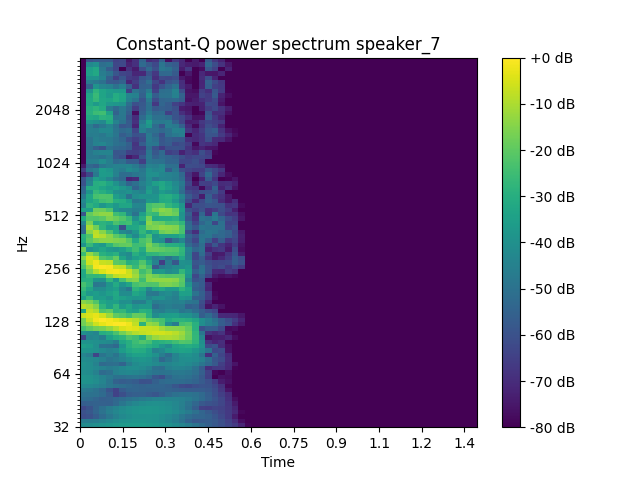 Constant-Q power spectrum speaker_7
+0 dB
-10 dB
-20 dB
-30 dB
-40 dB
-50 dB
-60 dB
-70 dB
-80 dB
2048
1024
512
256
128
64
32
Hz
0 0.15 0.3 0.45 0.6 0.75 0.9 1.1 1.2 1.4
Time